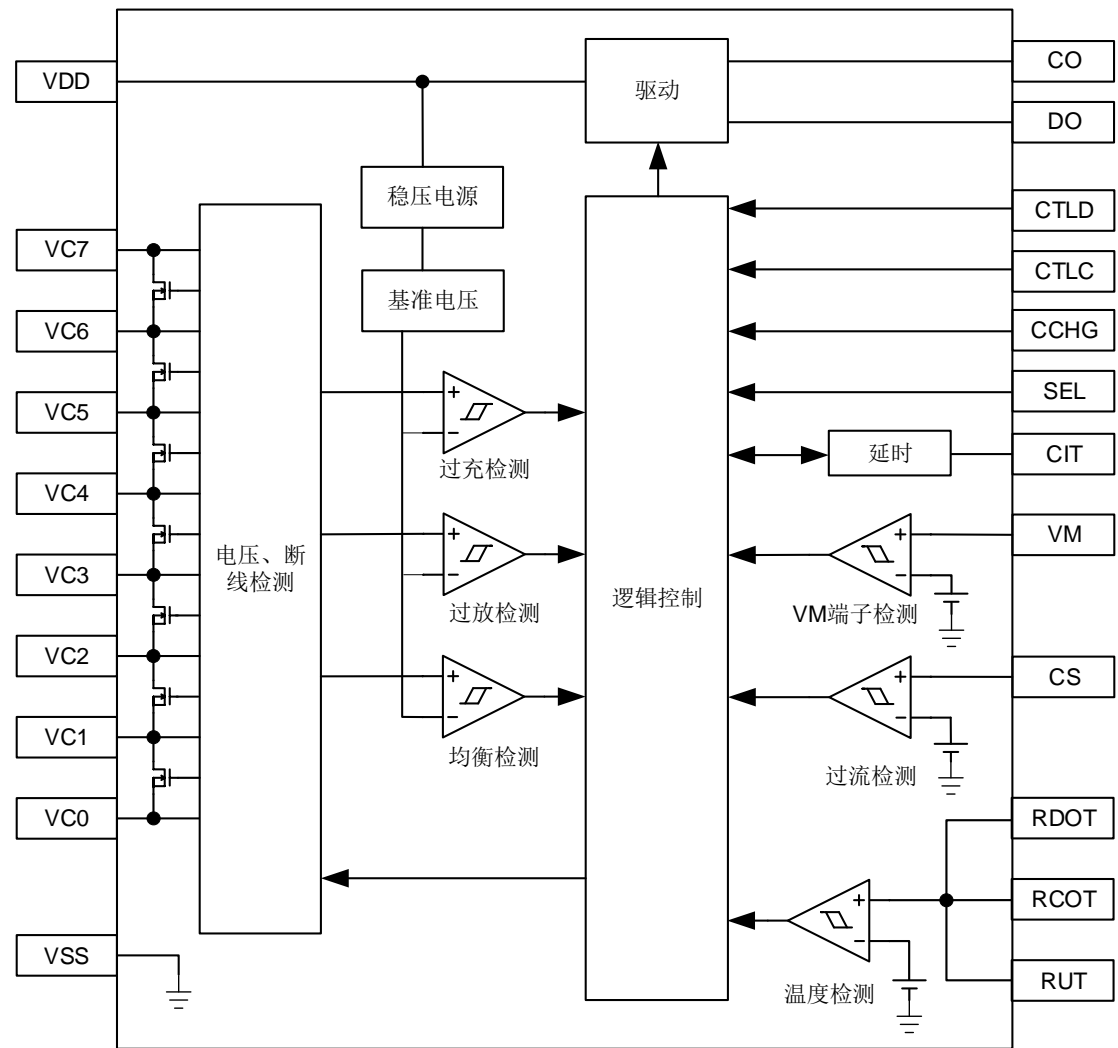 VDD
VC7
VC6
VC5
VC4
VC3
VC2
VC1
VC0
VSS
电压、断
线检测
稳压电源
基准电压
+
−
过充检测
+
−
过放检测
+
−
均衡检测
驱动
逻辑控制
延时
+
−
VM端子检测
+
−
过流检测
+
−
温度检测
CO
DO
CTLD
CTLC
CCHG
SEL
CIT
VM
CS
RDOT
RCOT
RUT